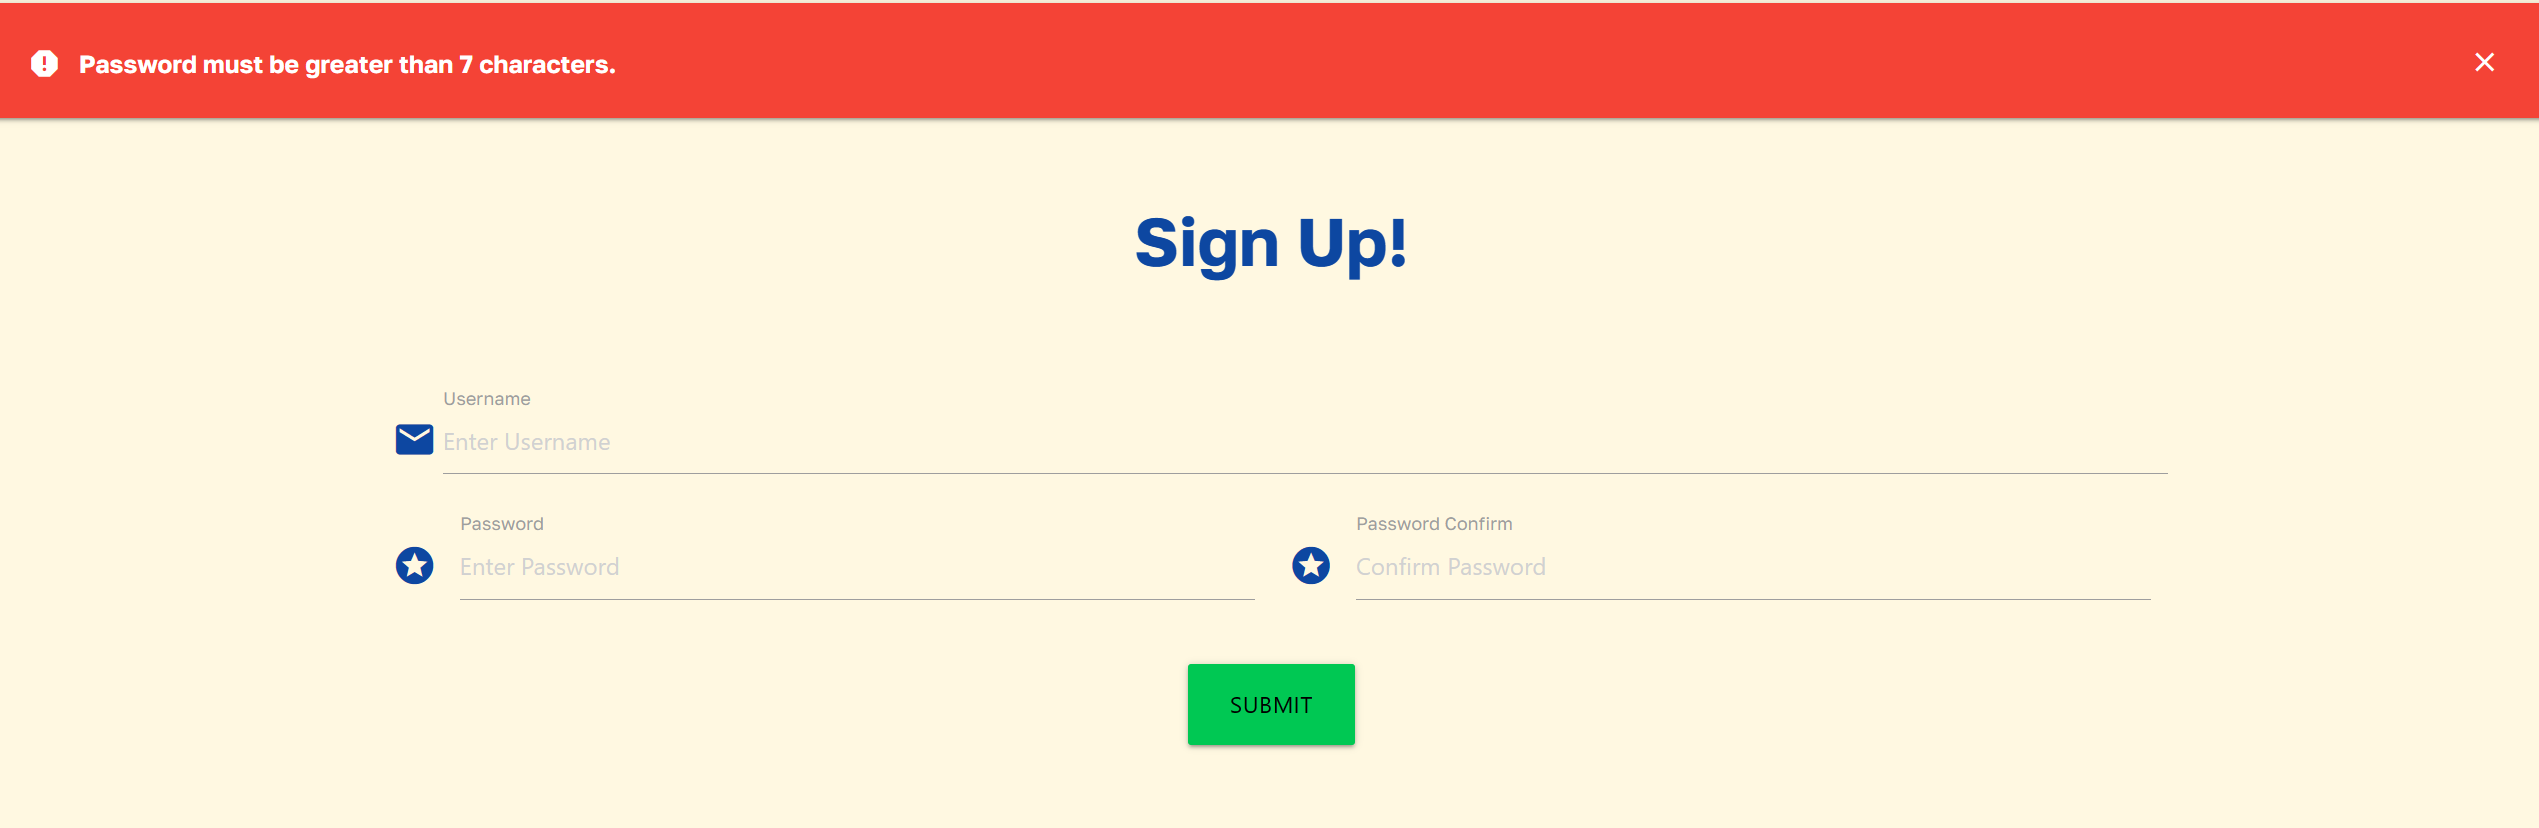 Password must be greater than 7 characters.
Sign Up!
Username
Enter Username
Password
Enter Password
Password Confirm
Confirm Password
SUBMIT